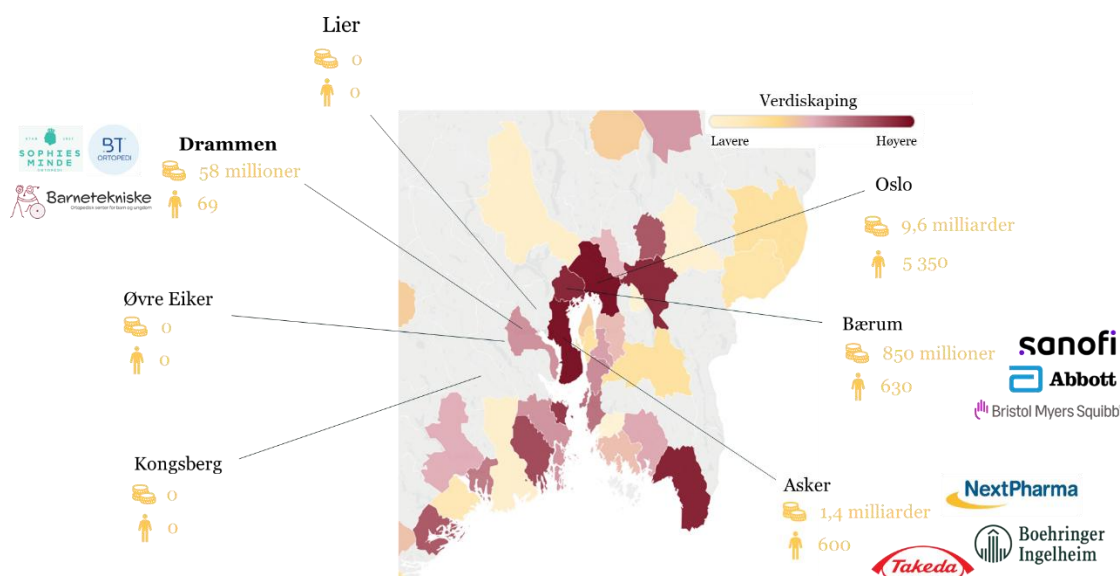 Lier
0
0
Verdiskaping
Lavere
Høyere
SOPHIES
MINDE
BT
ORTOPEDI
Barnetekniske
Drammen
58 millioner
69
Oslo
9,6 milliarder
5 350
Øvre Eiker
0
0
Bærum
850 millioner
630
sanofi
Abbott
Bristol Myers Squibb
Kongsberg
0
0
Asker
1,4 milliarder
600
NextPharma
Boehringer
Ingelheim
Takeda